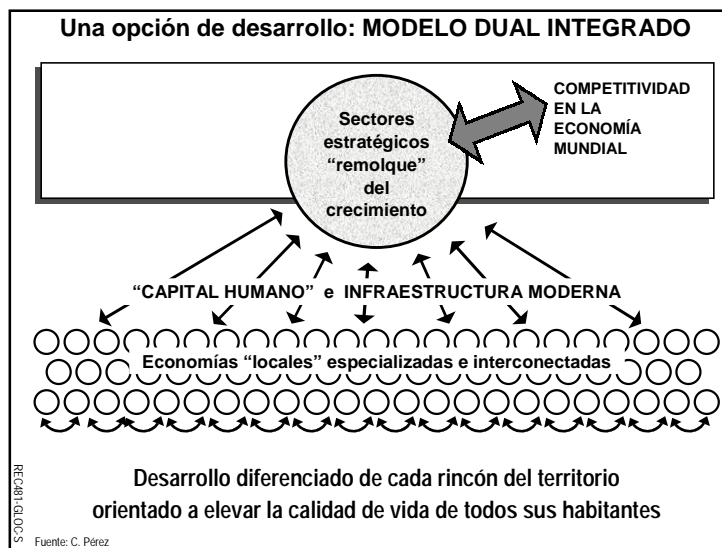 Una opción de desarrollo: MODELO DUAL INTEGRADO
Sectores
estratégicos
“remolque”
del
crecimiento
COMPETITIVIDAD
EN LA
ECONOMÍA
MUNDIAL
“CAPITAL HUMANO” e INFRAESTRUCTURA MODERNA
Economías “locales” especializadas e interconectadas
Desarrollo diferenciado de cada rincón del territorio
orientado a elevar la calidad de vida de todos sus habitantes
REC481-GLOC.S
Fuente: C. Pérez